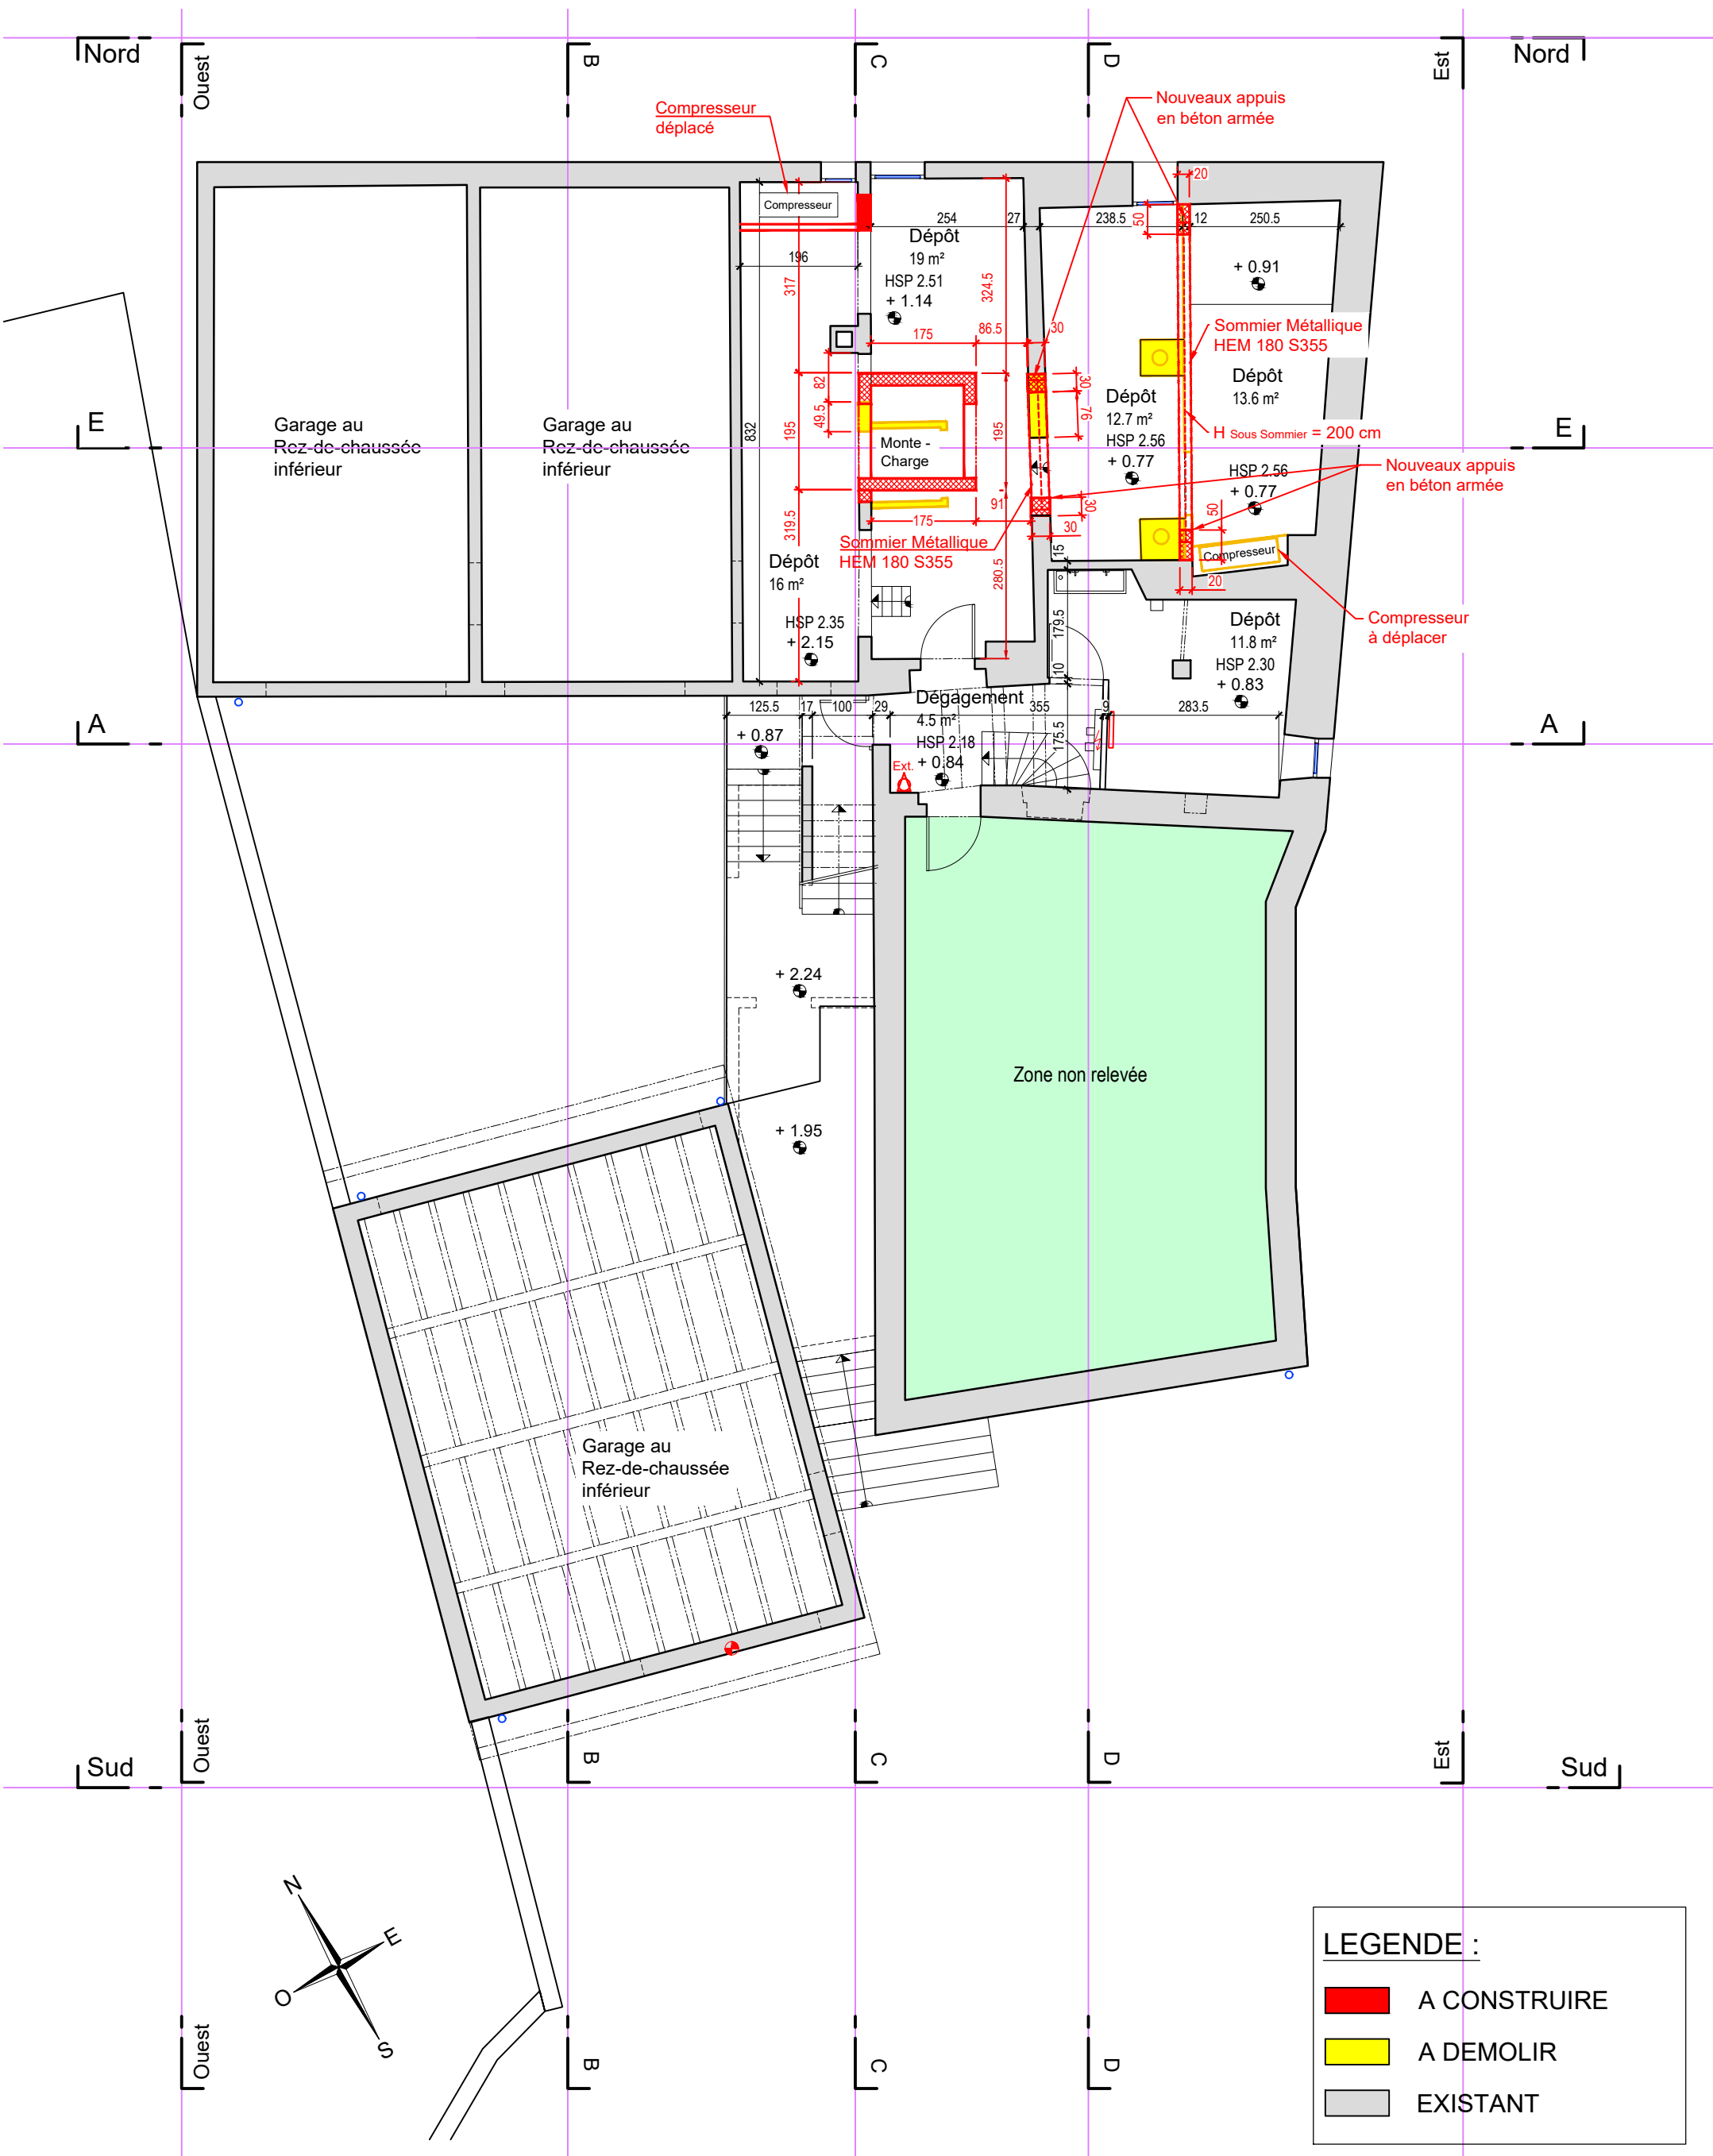 Nord
Ouest
B
C
D
Est
Nord
Compresseur
déplacé
Nouveaux appuis
en béton armée
Compresseur
20
50
254
27
238.5
12
250.5
Dépôt
19 m²
HSP 2.51
+ 1.14
196
317
324.5
+ 0.91
175
86.5
30
Sommier Métallique
HEM 180 S355
82
49.5
30
76
Dépôt
13.6 m²
Dépôt
12.7 m²
HSP 2.56
+ 0.77
E
E
Garage au
Rez-de-chaussée
inférieur
Garage au
Rez-de-chaussée
inférieur
832
195
Monte -
Charge
195
H Sous Sommier = 200 cm
HSP 2.56
+ 0.77
Nouveaux appuis
en béton armée
91
30
30
175
319.5
50
Sommier Métallique
HEM 180 S355
Compresseur
15
20
280.5
Dépôt
16 m²
HSP 2.35
+ 2.15
179.5
Dépôt
11.8 m²
HSP 2.30
+ 0.83
Compresseur
à déplacer
10
Dégagement
4.5 m²
HSP 2.18
+ 0.84
125.5
17
100
29
355
9
283.5
175.5
A
A
+ 0.87
Ext.
+ 2.24
Zone non relevée
+ 1.95
Garage au
Rez-de-chaussée
inférieur
Ouest
B
C
D
Est
Sud
Sud
N
E
O
S
LEGENDE :
A CONSTRUIRE
A DEMOLIR
EXISTANT
Ouest
B
C
D